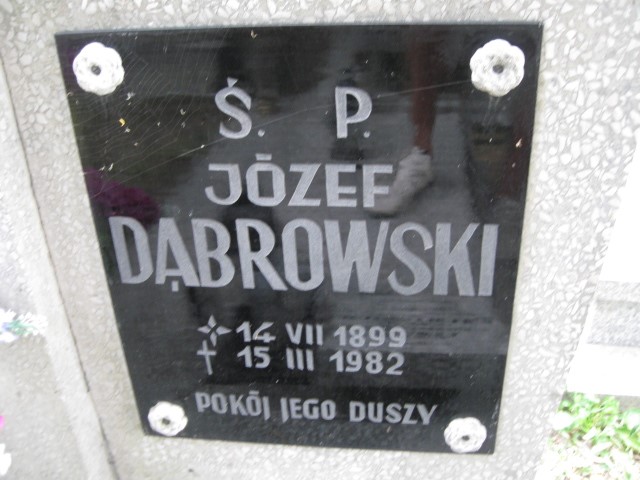 Ś. P.
JÓZEF
DĄBROWSKI
14 VII 1899
† 15 III 1982
POKÓJ JEGO DUSZY